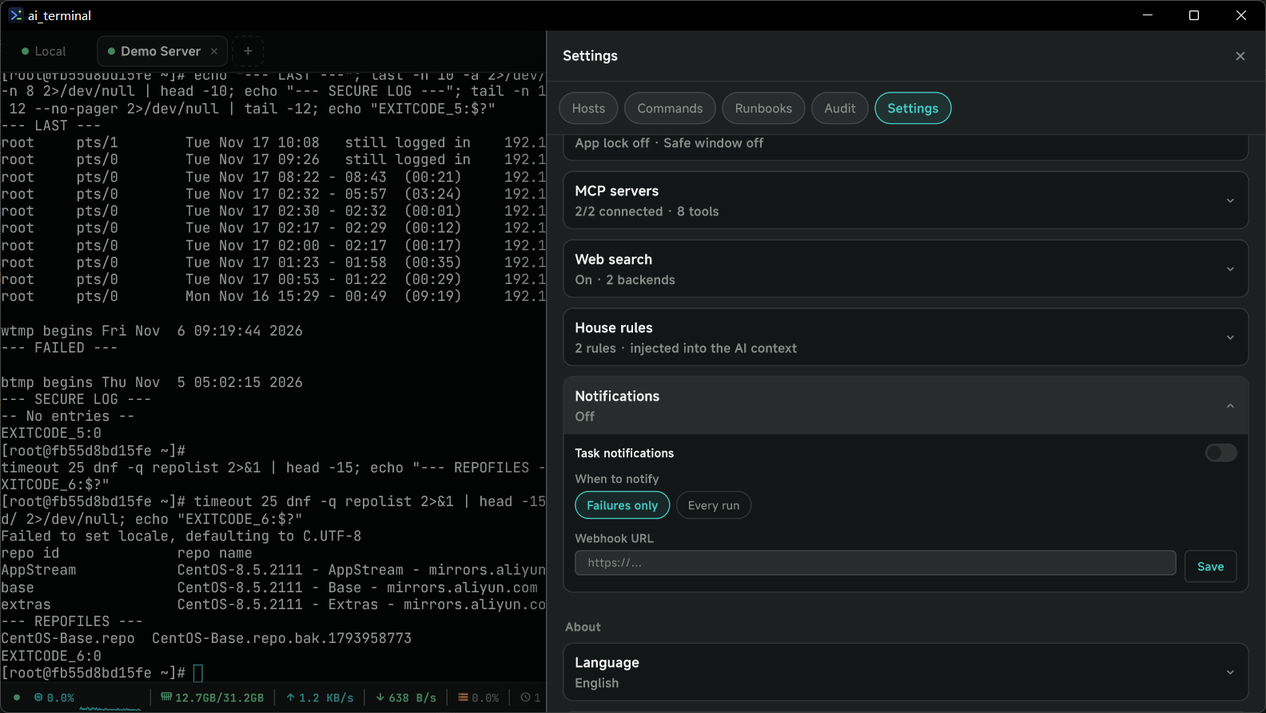 ai_terminal
Local
Demo Server
[root@fb55d8bd15fe ~]# echo "--- LAST ---"; last -n 10 -a 2>/dev/
-n 8 2>/dev/null | head -10; echo "--- SECURE LOG ---"; tail -n 1
12 --no-pager 2>/dev/null | tail -12; echo "EXITCODE_5:$?"
--- LAST ---
root pts/1 Tue Nov 17 10:08 still logged in 192.1
root pts/0 Tue Nov 17 09:26 still logged in 192.1
root pts/0 Tue Nov 17 08:22 - 08:43 (00:21) 192.1
root pts/0 Tue Nov 17 02:32 - 05:57 (03:24) 192.1
root pts/0 Tue Nov 17 02:30 - 02:32 (00:01) 192.1
root pts/0 Tue Nov 17 02:17 - 02:29 (00:12) 192.1
root pts/0 Tue Nov 17 02:00 - 02:17 (00:17) 192.1
root pts/0 Tue Nov 17 01:23 - 01:58 (00:35) 192.1
root pts/0 Tue Nov 17 00:53 - 01:22 (00:29) 192.1
root pts/0 Mon Nov 16 15:29 - 00:49 (09:19) 192.1
wtmp begins Fri Nov  6 09:19:44 2026
--- FAILED ---
btmp begins Thu Nov  5 05:02:15 2026
--- SECURE LOG ---
-- No entries --
EXITCODE_5:0
[root@fb55d8bd15fe ~]#
timeout 25 dnf -q repolist 2>&1 | head -15; echo "--- REPOFILES -
XITCODE_6:$?"
[root@fb55d8bd15fe ~]# timeout 25 dnf -q repolist 2>&1 | head -15
d/ 2>/dev/null; echo "EXITCODE_6:$?"
Failed to set locale, defaulting to C.UTF-8
repo id repo name
AppStream CentOS-8.5.2111 - AppStream - mirrors.aliyun
base CentOS-8.5.2111 - Base - mirrors.aliyun.com
extras CentOS-8.5.2111 - Extras - mirrors.aliyun.co
--- REPOFILES ---
CentOS-Base.repo  CentOS-Base.repo.bak.1793958773
EXITCODE_6:0
[root@fb55d8bd15fe ~]#
0.0% 12.7GB/31.2GB 1.2 KB/s 638 B/s 0.0% 1
Settings
Hosts Commands Runbooks Audit Settings
App lock off · Safe window off
MCP servers
2/2 connected · 8 tools
Web search
On · 2 backends
House rules
2 rules · injected into the AI context
Notifications
Off
Task notifications
When to notify
Failures only Every run
Webhook URL
https://...
Save
About
Language
English